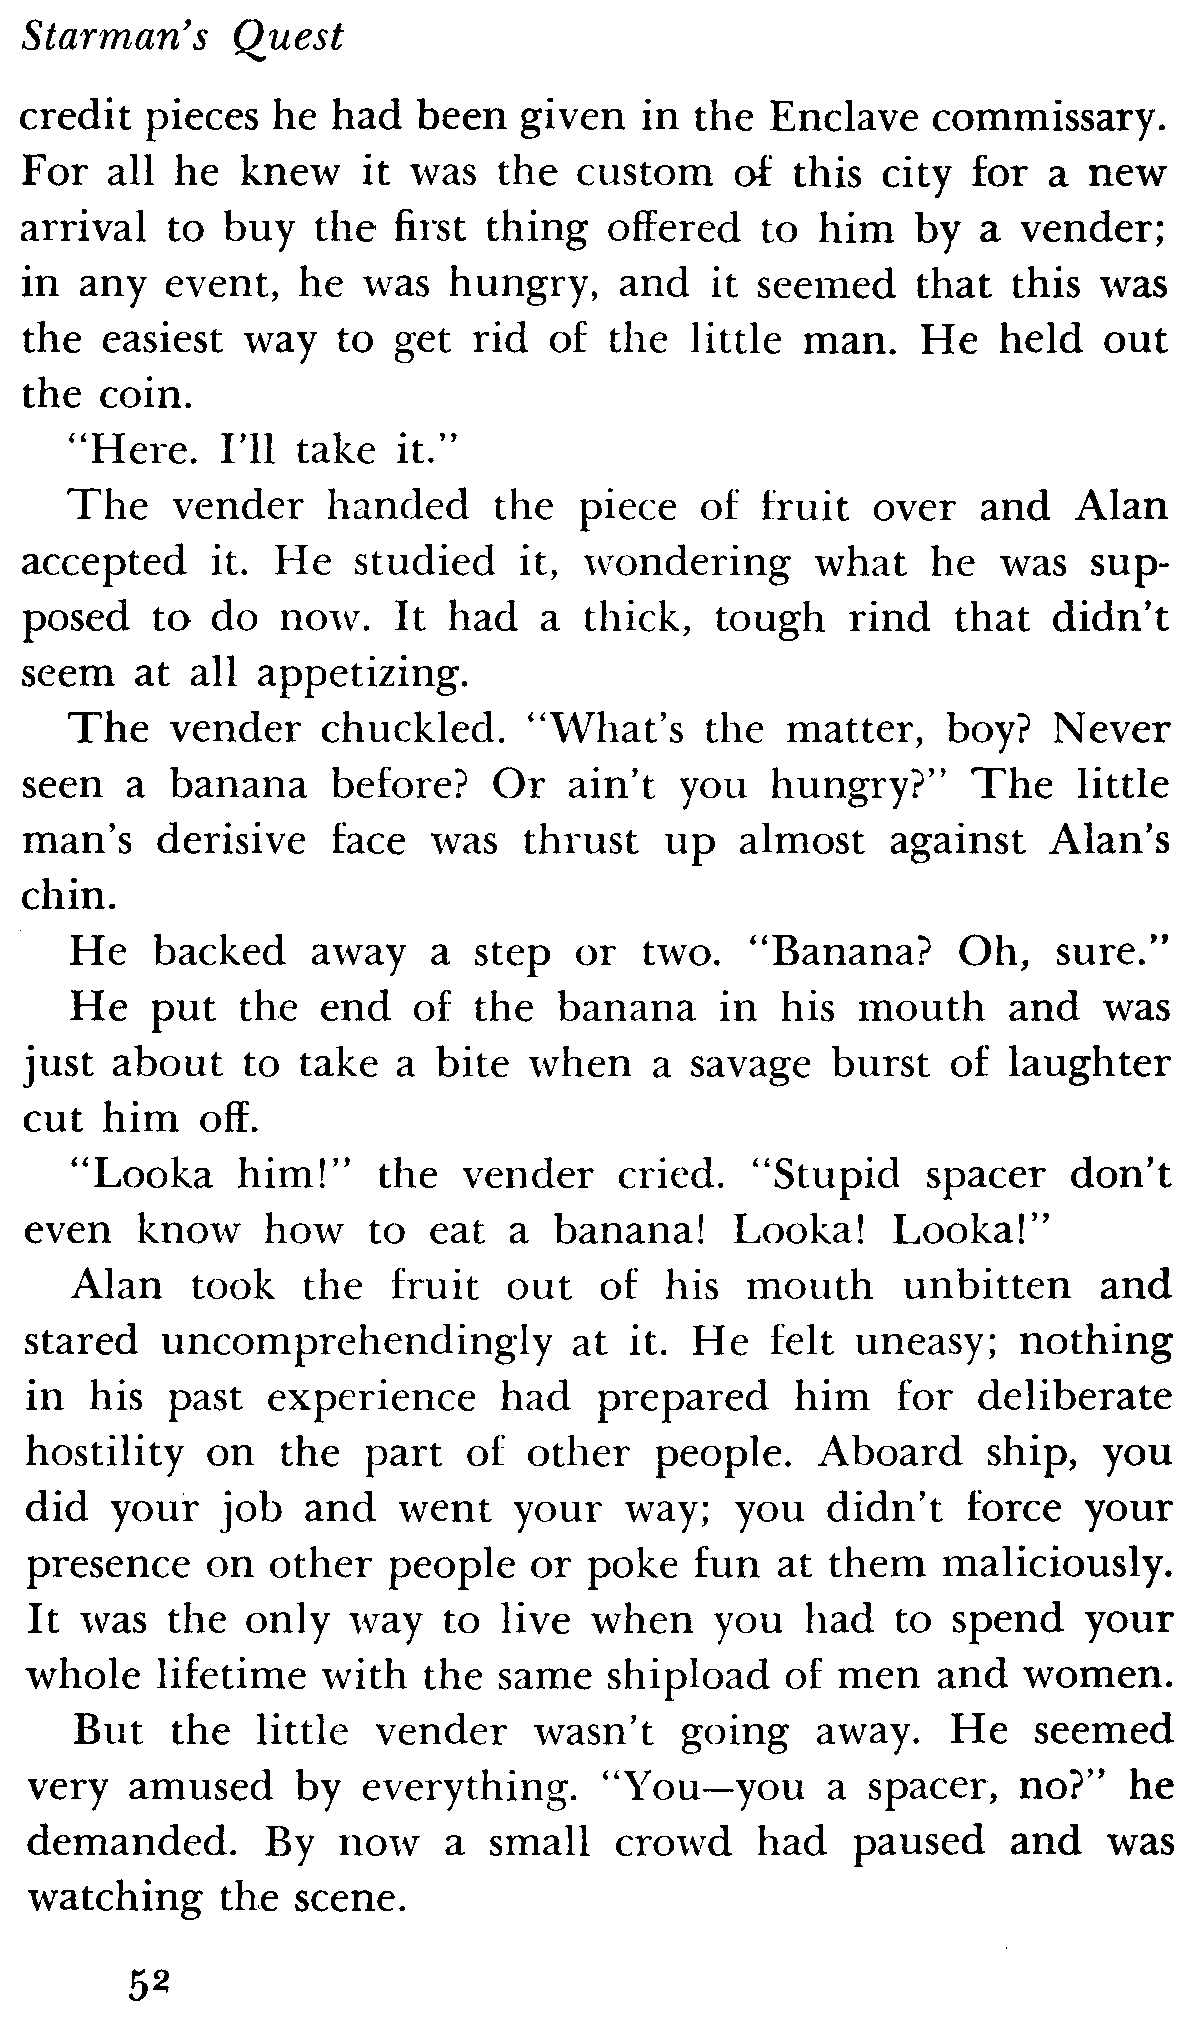 Starman's Quest
credit pieces he had been given in the Enclave commissary.
For all he knew it was the custom of this city for a new
arrival to buy the first thing offered to him by a vender;
in any event, he was hungry, and it seemed that this was
the easiest way to get rid of the little man. He held out
the coin.
“Here. I'll take it.”
The vender handed the piece of fruit over and Alan
accepted it. He studied it, wondering what he was sup-
posed to do now. It had a thick, tough rind that didn't
seem at all appetizing.
The vender chuckled. “What's the matter, boy? Never
seen a banana before? Or ain't you hungry?” The little
man's derisive face was thrust up almost against Alan's
chin.
He backed away a step or two. “Banana? Oh, sure.”
He put the end of the banana in his mouth and was
just about to take a bite when a savage burst of laughter
cut him off.
“Looka him!” the vender cried. “Stupid spacer don't
even know how to eat a banana! Looka! Looka!”
Alan took the fruit out of his mouth unbitten and
stared uncomprehendingly at it. He felt uneasy; nothing
in his past experience had prepared him for deliberate
hostility on the part of other people. Aboard ship, you
did your job and went your way; you didn't force your
presence on other people or poke fun at them maliciously.
It was the only way to live when you had to spend your
whole lifetime with the same shipload of men and women.
But the little vender wasn't going away. He seemed
very amused by everything. “You—you a spacer, no?” he
demanded. By now a small crowd had paused and was
watching the scene.
52